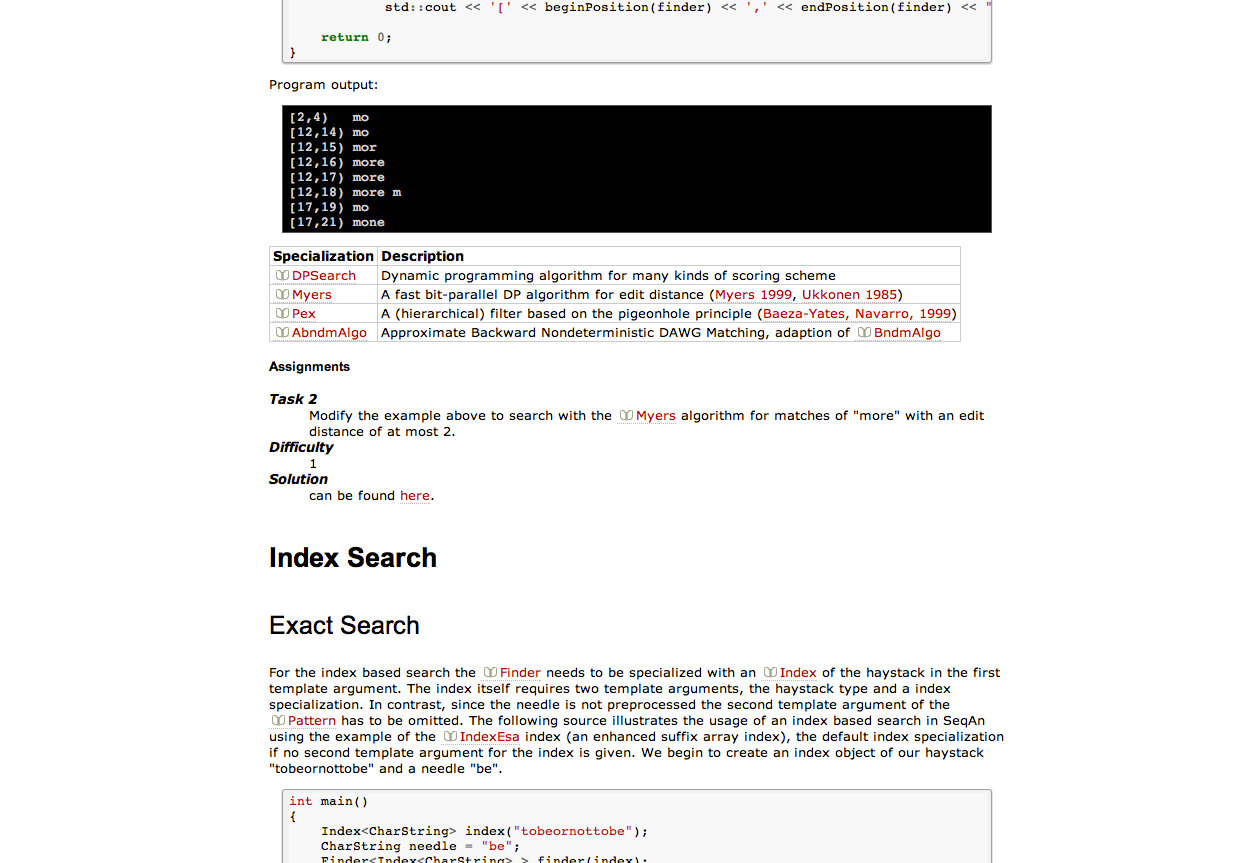 std::cout << '[' << beginPosition(finder) << ',' << endPosition(finder) << "
return 0;
}
Program output:
[2,4)   mo
[12,14) mo
[12,15) mor
[12,16) more
[12,17) more
[12,18) more m
[17,19) mo
[17,21) mone
Specialization Description
DPSearch Dynamic programming algorithm for many kinds of scoring scheme
Myers A fast bit-parallel DP algorithm for edit distance (Myers 1999, Ukkonen 1985)
Pex A (hierarchical) filter based on the pigeonhole principle (Baeza-Yates, Navarro, 1999)
AbndmAlgo Approximate Backward Nondeterministic DAWG Matching, adaption of BndmAlgo
Assignments
Task 2
Modify the example above to search with the Myers algorithm for matches of "more" with an edit
distance of at most 2.
Difficulty
1
Solution
can be found here.
Index Search
Exact Search
For the index based search the Finder needs to be specialized with an Index of the haystack in the first
template argument. The index itself requires two template arguments, the haystack type and a index
specialization. In contrast, since the needle is not preprocessed the second template argument of the
Pattern has to be omitted. The following source illustrates the usage of an index based search in SeqAn
using the example of the IndexEsa index (an enhanced suffix array index), the default index specialization
if no second template argument for the index is given. We begin to create an index object of our haystack
"tobeornottobe" and a needle "be".
int main()
{
Index<CharString> index("tobeornottobe");
CharString needle = "be";
Finder<Index<CharString> > finder(index);